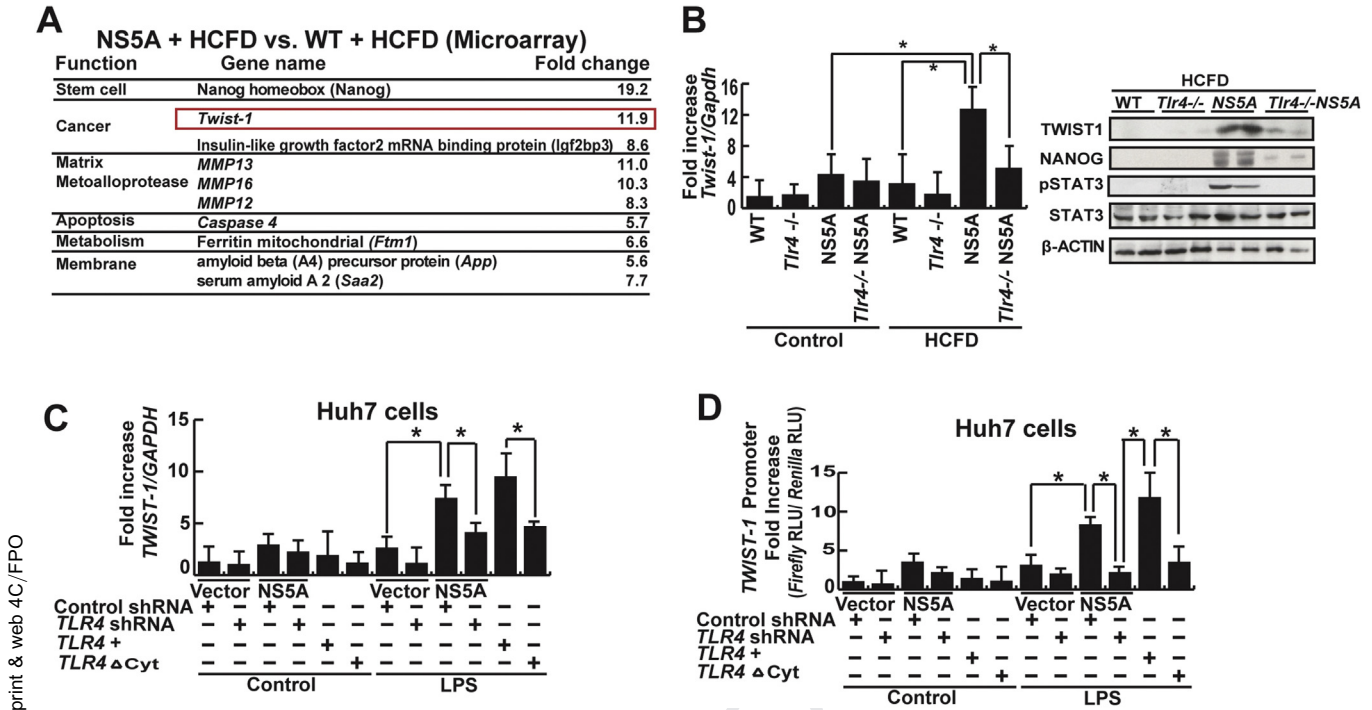 A
NS5A + HCFD vs. WT + HCFD (Microarray)
Function Gene name Fold change
Stem cell Nanog homeobox (Nanog) 19.2
Cancer Twist-1 11.9
Insulin-like growth factor2 mRNA binding protein (Igf2bp3) 8.6
Matrix MMP13 11.0
Metoalloprotease MMP16 10.3
MMP12 8.3
Apoptosis Caspase 4 5.7
Metabolism Ferritin mitochondrial (Ftm1) 6.6
Membrane amyloid beta (A4) precursor protein (App) 5.6
serum amyloid A 2 (Saa2) 7.7
B
Fold increase
Twist-1/Gapdh
16
12
8
4
0
* * *
WT Tlr4 -/- NS5A Tlr4-/- NS5A WT Tlr4 -/- NS5A Tlr4-/- NS5A
Control HCFD
HCFD
WT Tlr4-/- NS5A Tlr4-/-NS5A
TWIST1
NANOG
pSTAT3
STAT3
β-ACTIN
C
Huh7 cells
Fold increase
TWIST-1/GAPDH
15
10
5
0
* * *
Vector NS5A Vector NS5A
Control shRNA + – + – – – + – + – – –
TLR4 shRNA – + – + – – – + – + – –
TLR4 + – – – – + – – – – – + –
TLR4 ΔCyt – – – – – + – – – – – +
Control LPS
D
Huh7 cells
TWIST-1 Promoter
Fold Increase
(Firefly RLU/ Renilla RLU)
15
10
5
0
* * * *
Vector NS5A Vector NS5A
Control shRNA + – + – – – + – + – – –
TLR4 shRNA – + – + – – – + – + – –
TLR4 + – – – – + – – – – – + –
TLR4 ΔCyt – – – – – + – – – – – +
Control LPS
print & web 4C/FPO